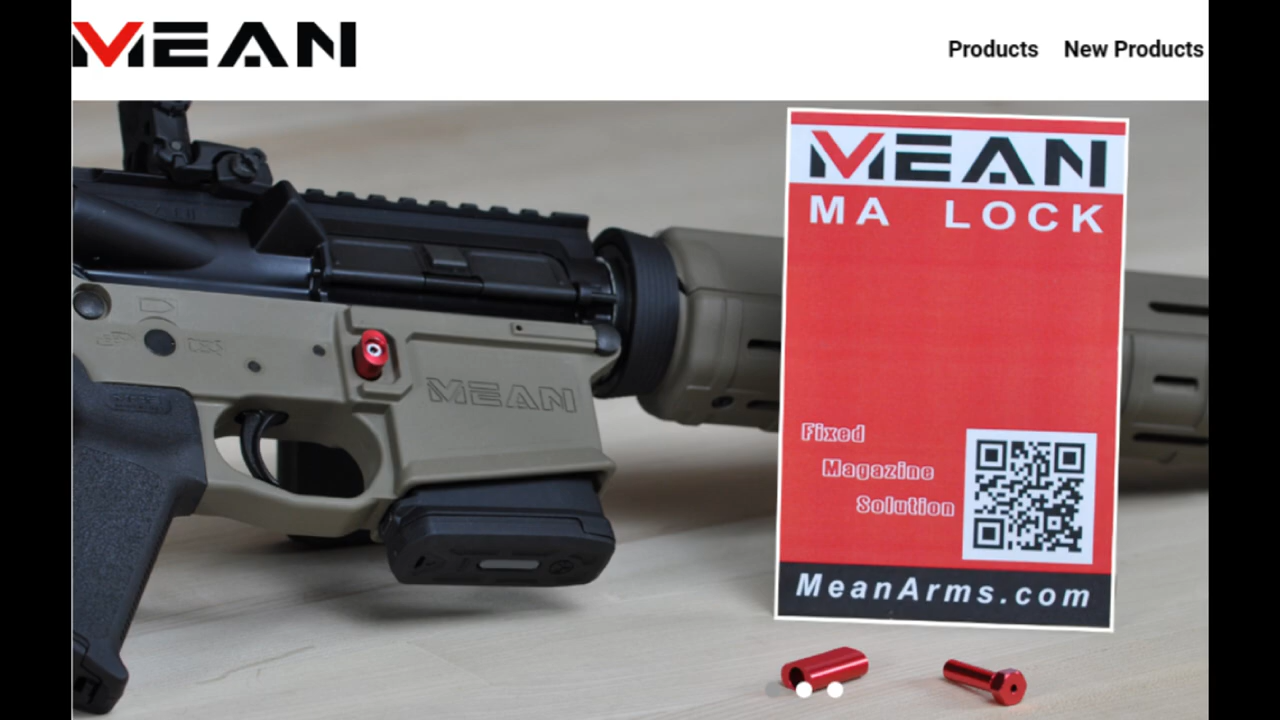 MEAN
Products New Products
MEAN
MA LOCK
MEAN
Fixed
Magazine
Solution
MeanArms.com